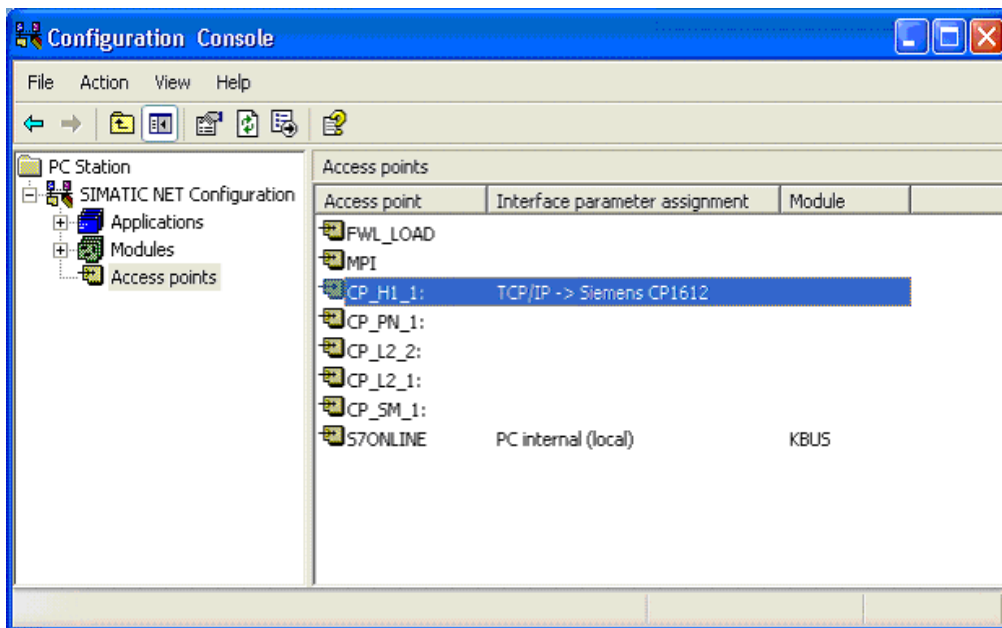 Configuration Console
File Action View Help
PC Station
SIMATIC NET Configuration
Applications
Modules
Access points
Access points
Access point Interface parameter assignment Module
FWL_LOAD
MPI
CP_H1_1: TCP/IP -> Siemens CP1612
CP_PN_1:
CP_L2_2:
CP_L2_1:
CP_SM_1:
S7ONLINE PC internal (local) KBUS